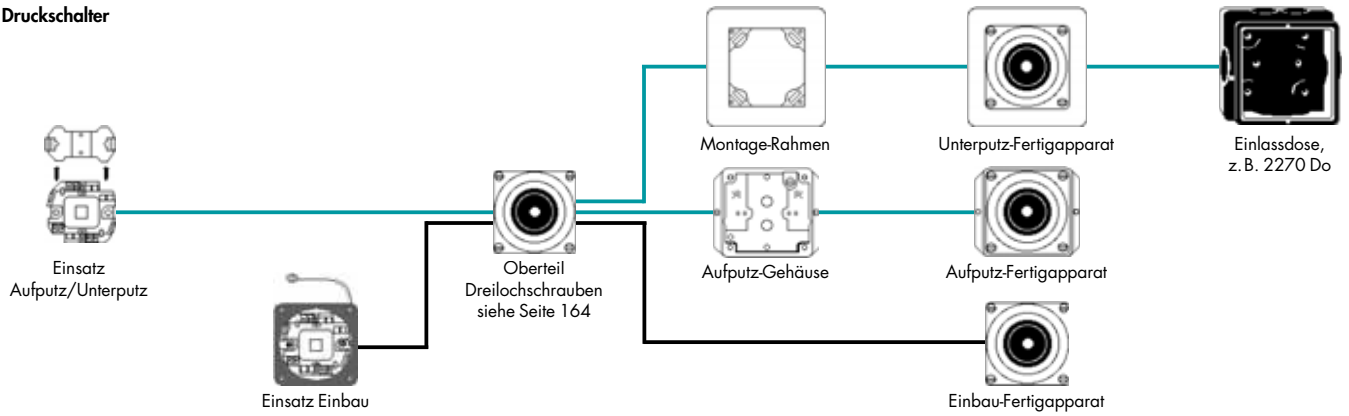 Druckschalter
Montage-Rahmen
Unterputz-Fertigapparat
Einlassdose,
z. B. 2270 Do
Einsatz
Aufputz/Unterputz
Oberteil
Dreilochschrauben
siehe Seite 164
Aufputz-Gehäuse
Aufputz-Fertigapparat
Einsatz Einbau
Einbau-Fertigapparat